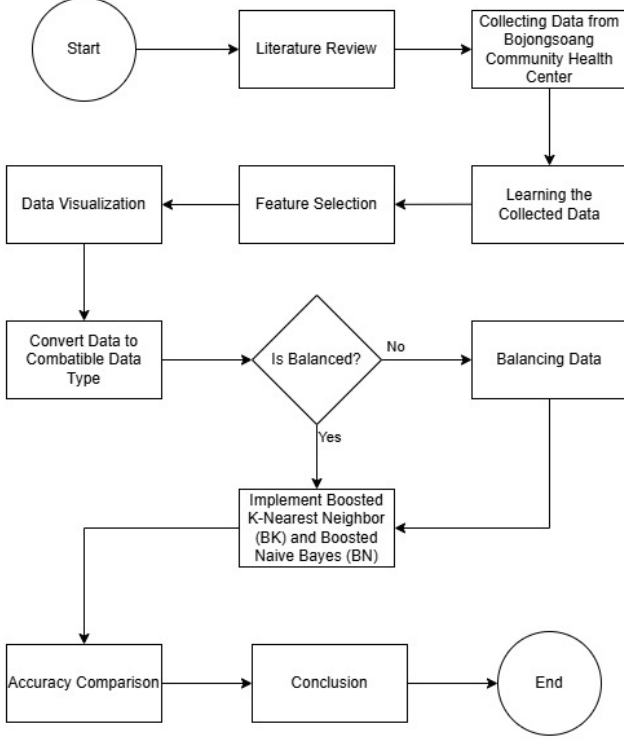 Start
Literature Review
Collecting Data from
Bojongsoang
Community Health
Center
Learning the
Collected Data
Feature Selection
Data Visualization
Convert Data to
Combatible Data
Type
Is Balanced?
No
Balancing Data
Yes
Implement Boosted
K-Nearest Neighbor
(BK) and Boosted
Naive Bayes (BN)
Accuracy Comparison
Conclusion
End